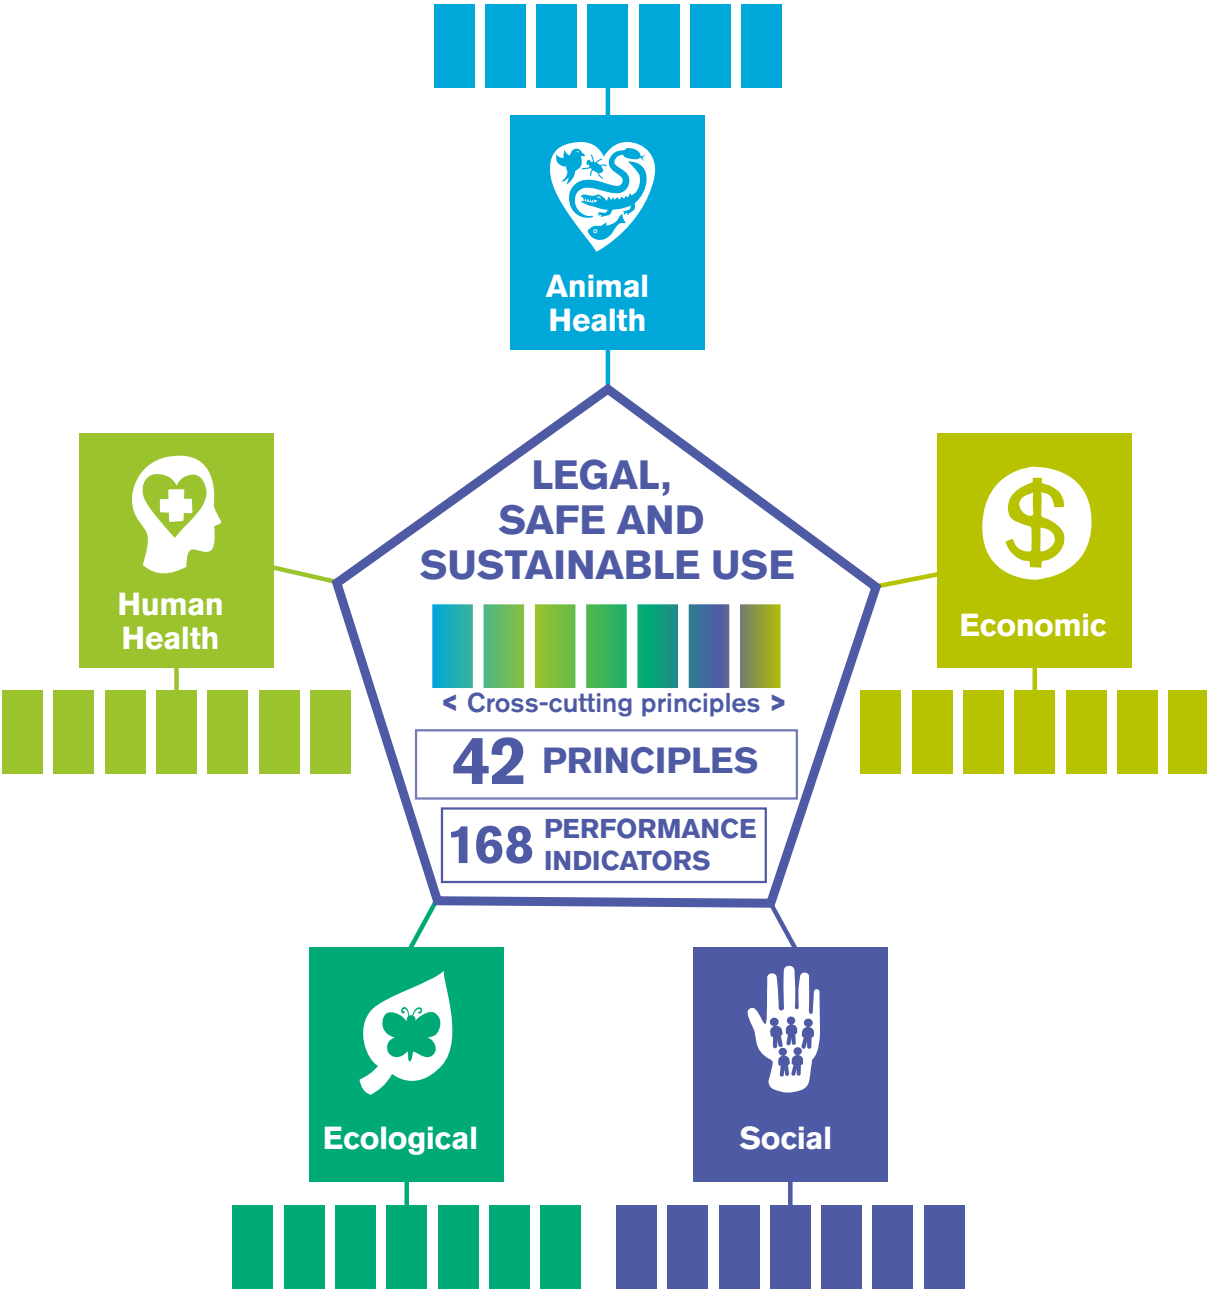 Animal
Health
LEGAL,
SAFE AND
SUSTAINABLE USE
< Cross-cutting principles >
42 PRINCIPLES
168 PERFORMANCE
INDICATORS
Human
Health
$
Economic
Ecological
Social